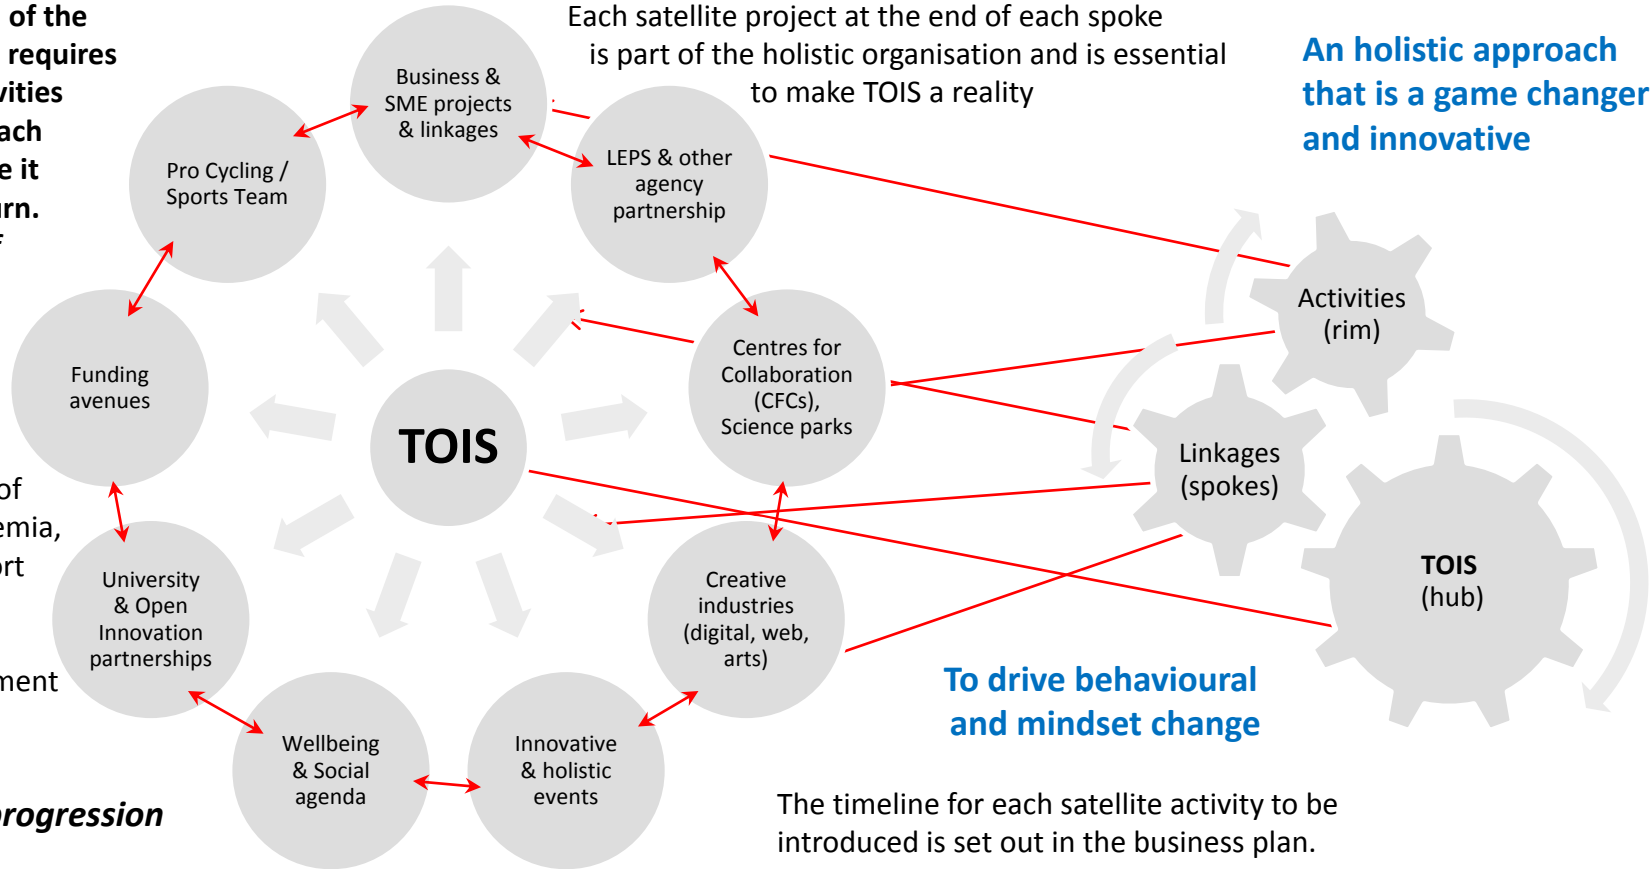 of the
requires
vities
ach
e it
urn.
f
of
emia,
ort
ment
progression
Each satellite project at the end of each spoke
is part of the holistic organisation and is essential
to make TOIS a reality
An holistic approach
that is a game changer
and innovative
Business &
SME projects
& linkages
LEPS & other
agency
partnership
Pro Cycling /
Sports Team
Centres for
Collaboration
(CFCs),
Science parks
Funding
avenues
TOIS
University
& Open
Innovation
partnerships
Creative
industries
(digital, web,
arts)
Wellbeing
& Social
agenda
Innovative
& holistic
events
Activities
(rim)
Linkages
(spokes)
TOIS
(hub)
To drive behavioural
and mindset change
The timeline for each satellite activity to be
introduced is set out in the business plan.